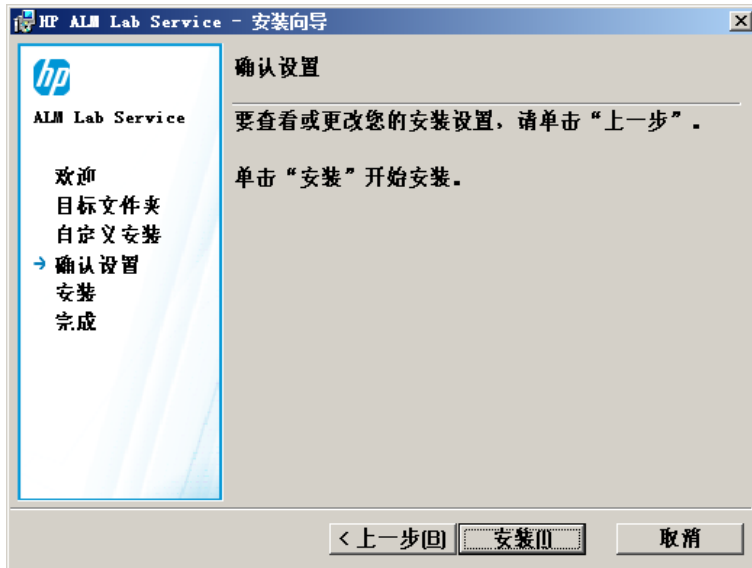 HP ALM Lab Service - 安装向导
hp
确认设置
ALM Lab Service
要查看或更改您的安装设置，请单击“上一步”。
单击“安装”开始安装。
欢迎
目标文件夹
自定义安装
→ 确认设置
安装
完成
< 上一步(B)
安装(I)
取消